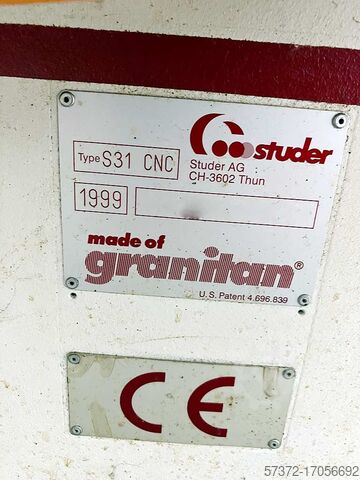 studer
Type S31 CNC
Studer AG
CH-3602 Thun
1999
made of
granitan®
U.S. Patent 4.696.839
CE
57372-17056692